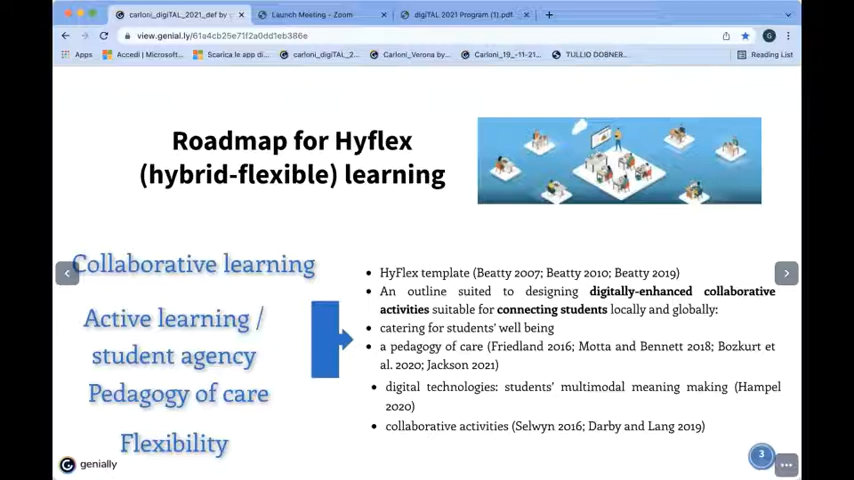 carloni_digiTAL_2021_def by g
Launch Meeting - Zoom
digiTAL 2021 Program (1).pdf
view.genial.ly/61a4cb25e71f2a0dd1eb386e
Apps
Accedi | Microsoft...
Scarica le app di...
carloni_digiTAL_2...
Carloni_Verona by...
Carloni_19_-11-21...
TULLIO DOBNER...
Reading List
Roadmap for Hyflex
(hybrid-flexible) learning
Collaborative learning
Active learning /
student agency
Pedagogy of care
Flexibility
• HyFlex template (Beatty 2007; Beatty 2010; Beatty 2019)
• An outline suited to designing digitally-enhanced collaborative
activities suitable for connecting students locally and globally:
• catering for students' well being
• a pedagogy of care (Friedland 2016; Motta and Bennett 2018; Bozkurt et
al. 2020; Jackson 2021)
• digital technologies: students' multimodal meaning making (Hampel
2020)
• collaborative activities (Selwyn 2016; Darby and Lang 2019)
genially
3